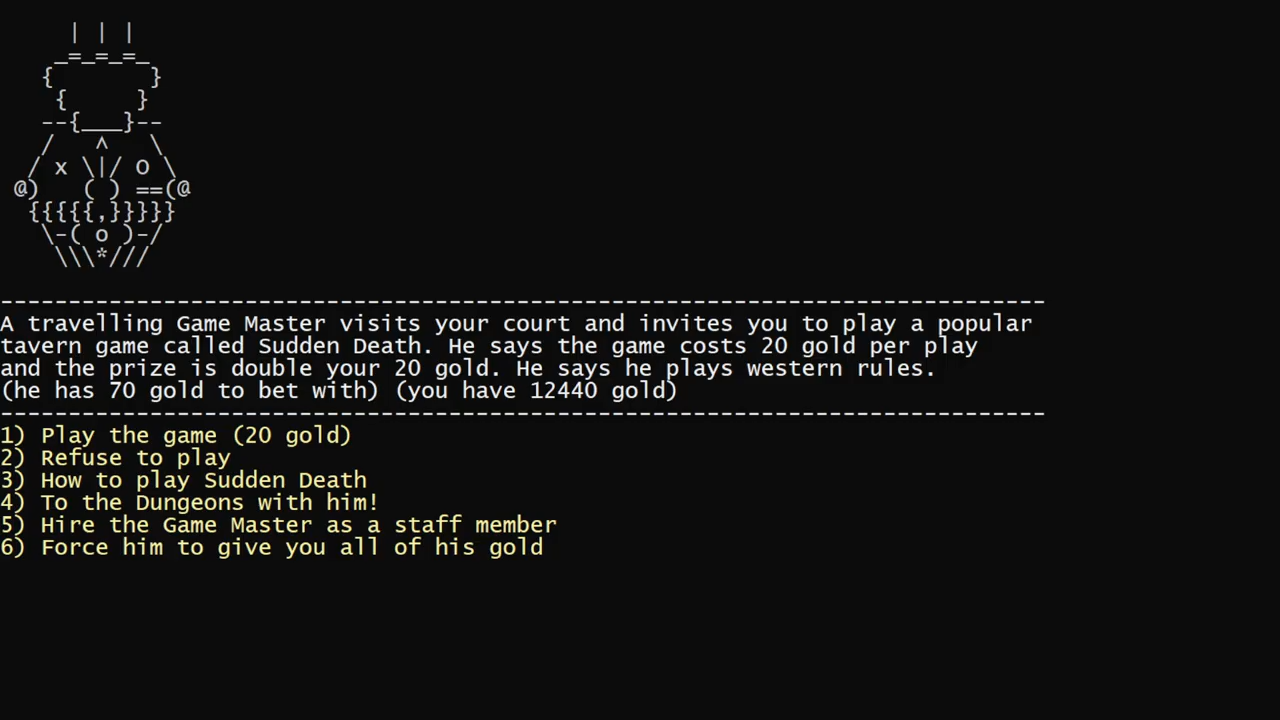 A travelling Game Master visits your court and invites you to play a popular
tavern game called Sudden Death. He says the game costs 20 gold per play
and the prize is double your 20 gold. He says he plays western rules.
(he has 70 gold to bet with) (you have 12440 gold)
1) Play the game (20 gold)
2) Refuse to play
3) How to play Sudden Death
4) To the Dungeons with him!
5) Hire the Game Master as a staff member
6) Force him to give you all of his gold